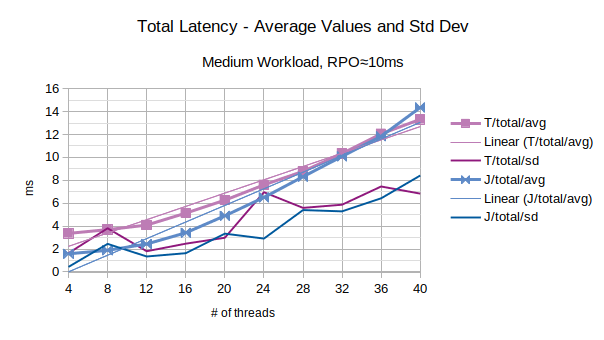 Total Latency - Average Values and Std Dev
Medium Workload, RPO≈10ms
16
14
12
10
8
6
4
2
0
ms
4 8 12 16 20 24 28 32 36 40
# of threads
T/total/avg
Linear (T/total/avg)
T/total/sd
J/total/avg
Linear (J/total/avg)
J/total/sd